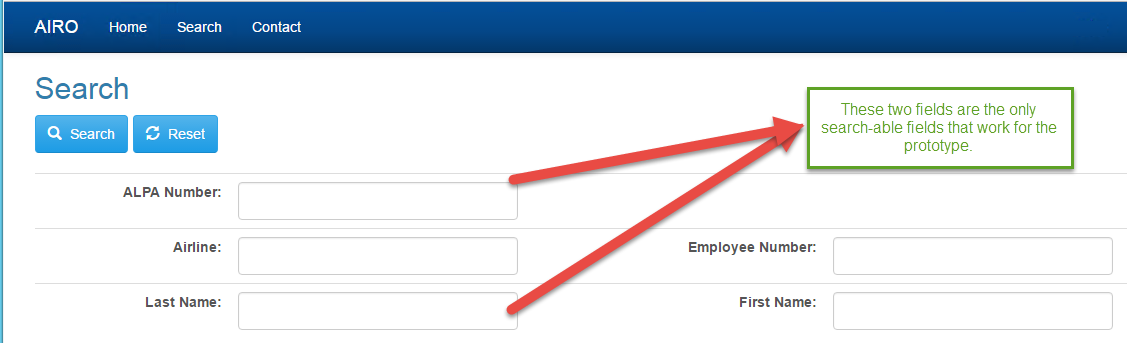 AIRO Home Search Contact
Search
Search Reset
These two fields are the only
search-able fields that work for the
prototype.
ALPA Number:
Airline: Employee Number:
Last Name: First Name: